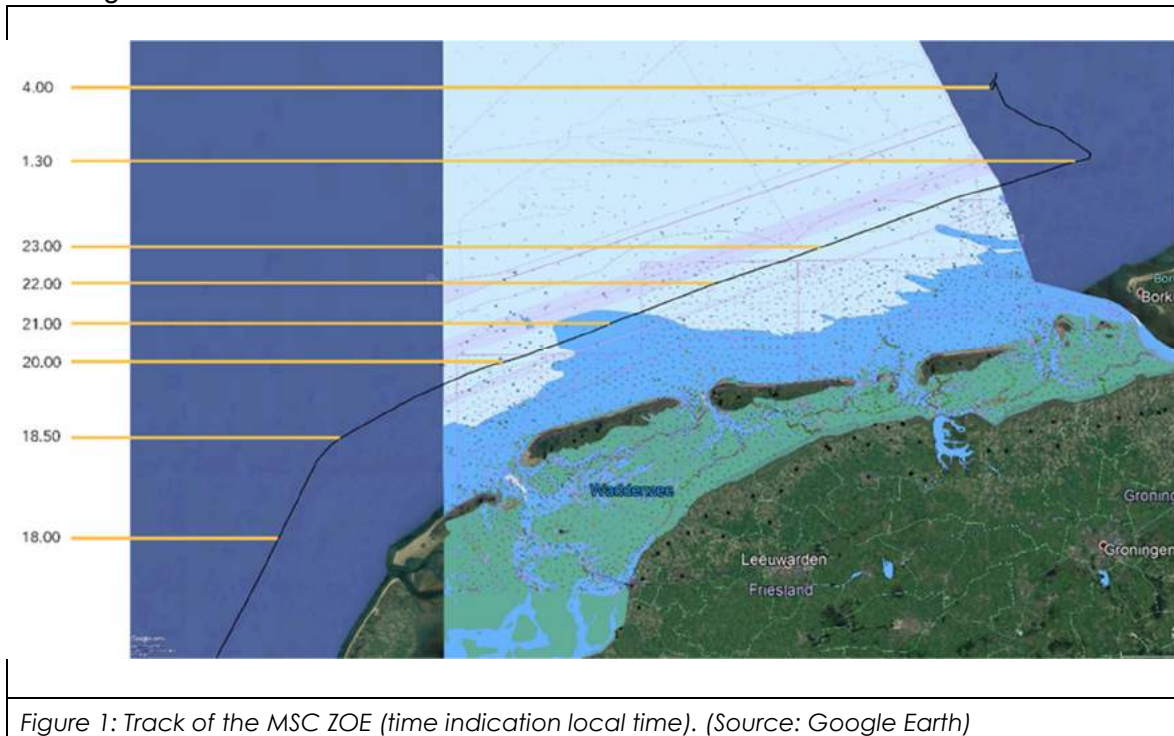 4.00
1.30
23.00
22.00
21.00
20.00
18.50
18.00
Bork
Waddenzee
Leeuwarden
Friesland
Groningen
Figure 1: Track of the MSC ZOE (time indication local time). (Source: Google Earth)